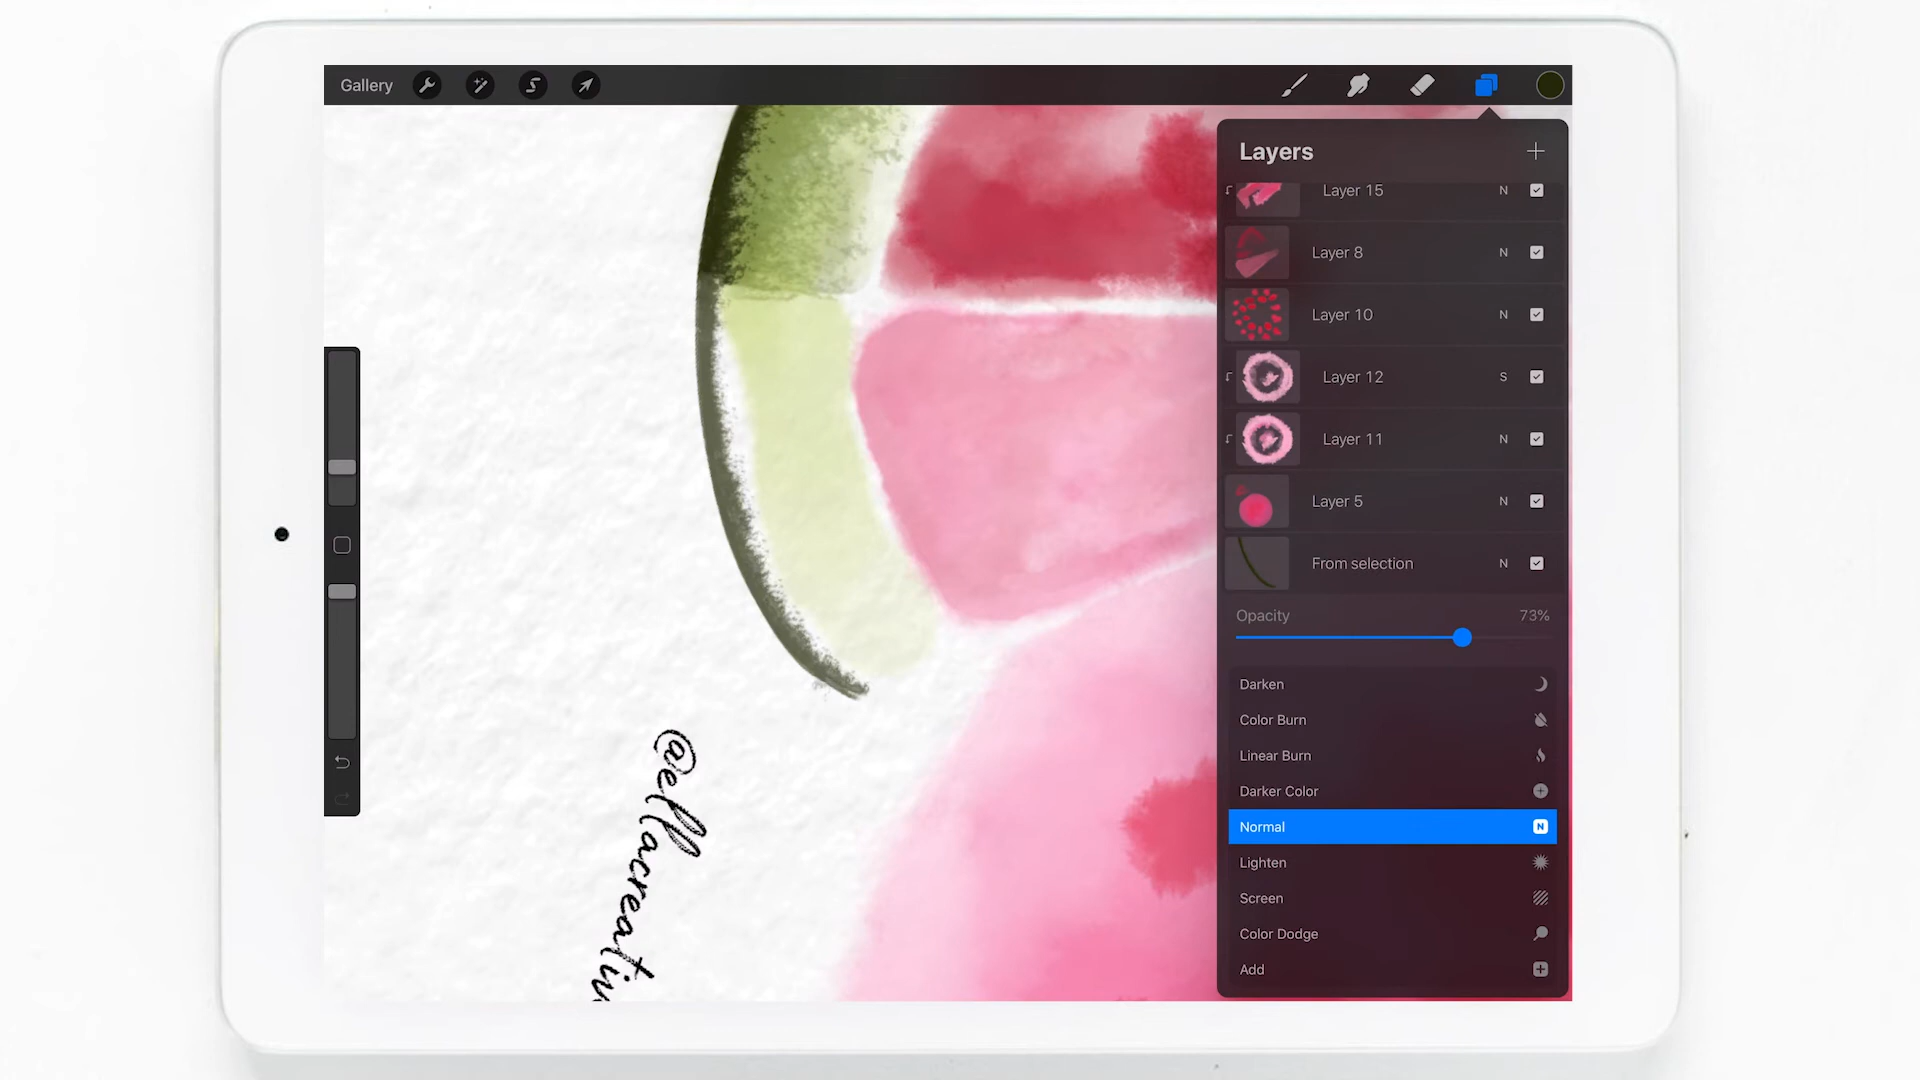 Gallery
Layers
Layer 15 N
Layer 8 N
Layer 10 N
Layer 12 S
Layer 11 N
Layer 5 N
From selection N
Opacity 73%
Darken
Color Burn
Linear Burn
Darker Color
Normal N
Lighten
Screen
Color Dodge
Add
@ellacreativ